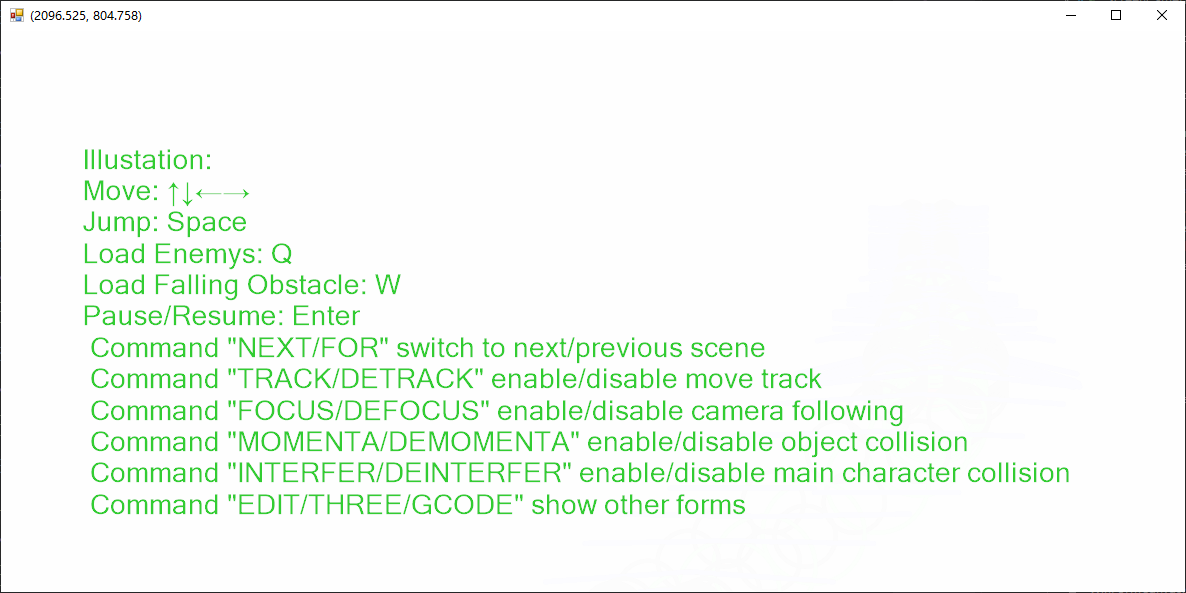 (2096.525, 804.758)
Illustation:
Move: ↑↓←→
Jump: Space
Load Enemys: Q
Load Falling Obstacle: W
Pause/Resume: Enter
Command "NEXT/FOR" switch to next/previous scene
Command "TRACK/DETRACK" enable/disable move track
Command "FOCUS/DEFOCUS" enable/disable camera following
Command "MOMENTA/DEMOMENTA" enable/disable object collision
Command "INTERFER/DEINTERFER" enable/disable main character collision
Command "EDIT/THREE/GCODE" show other forms